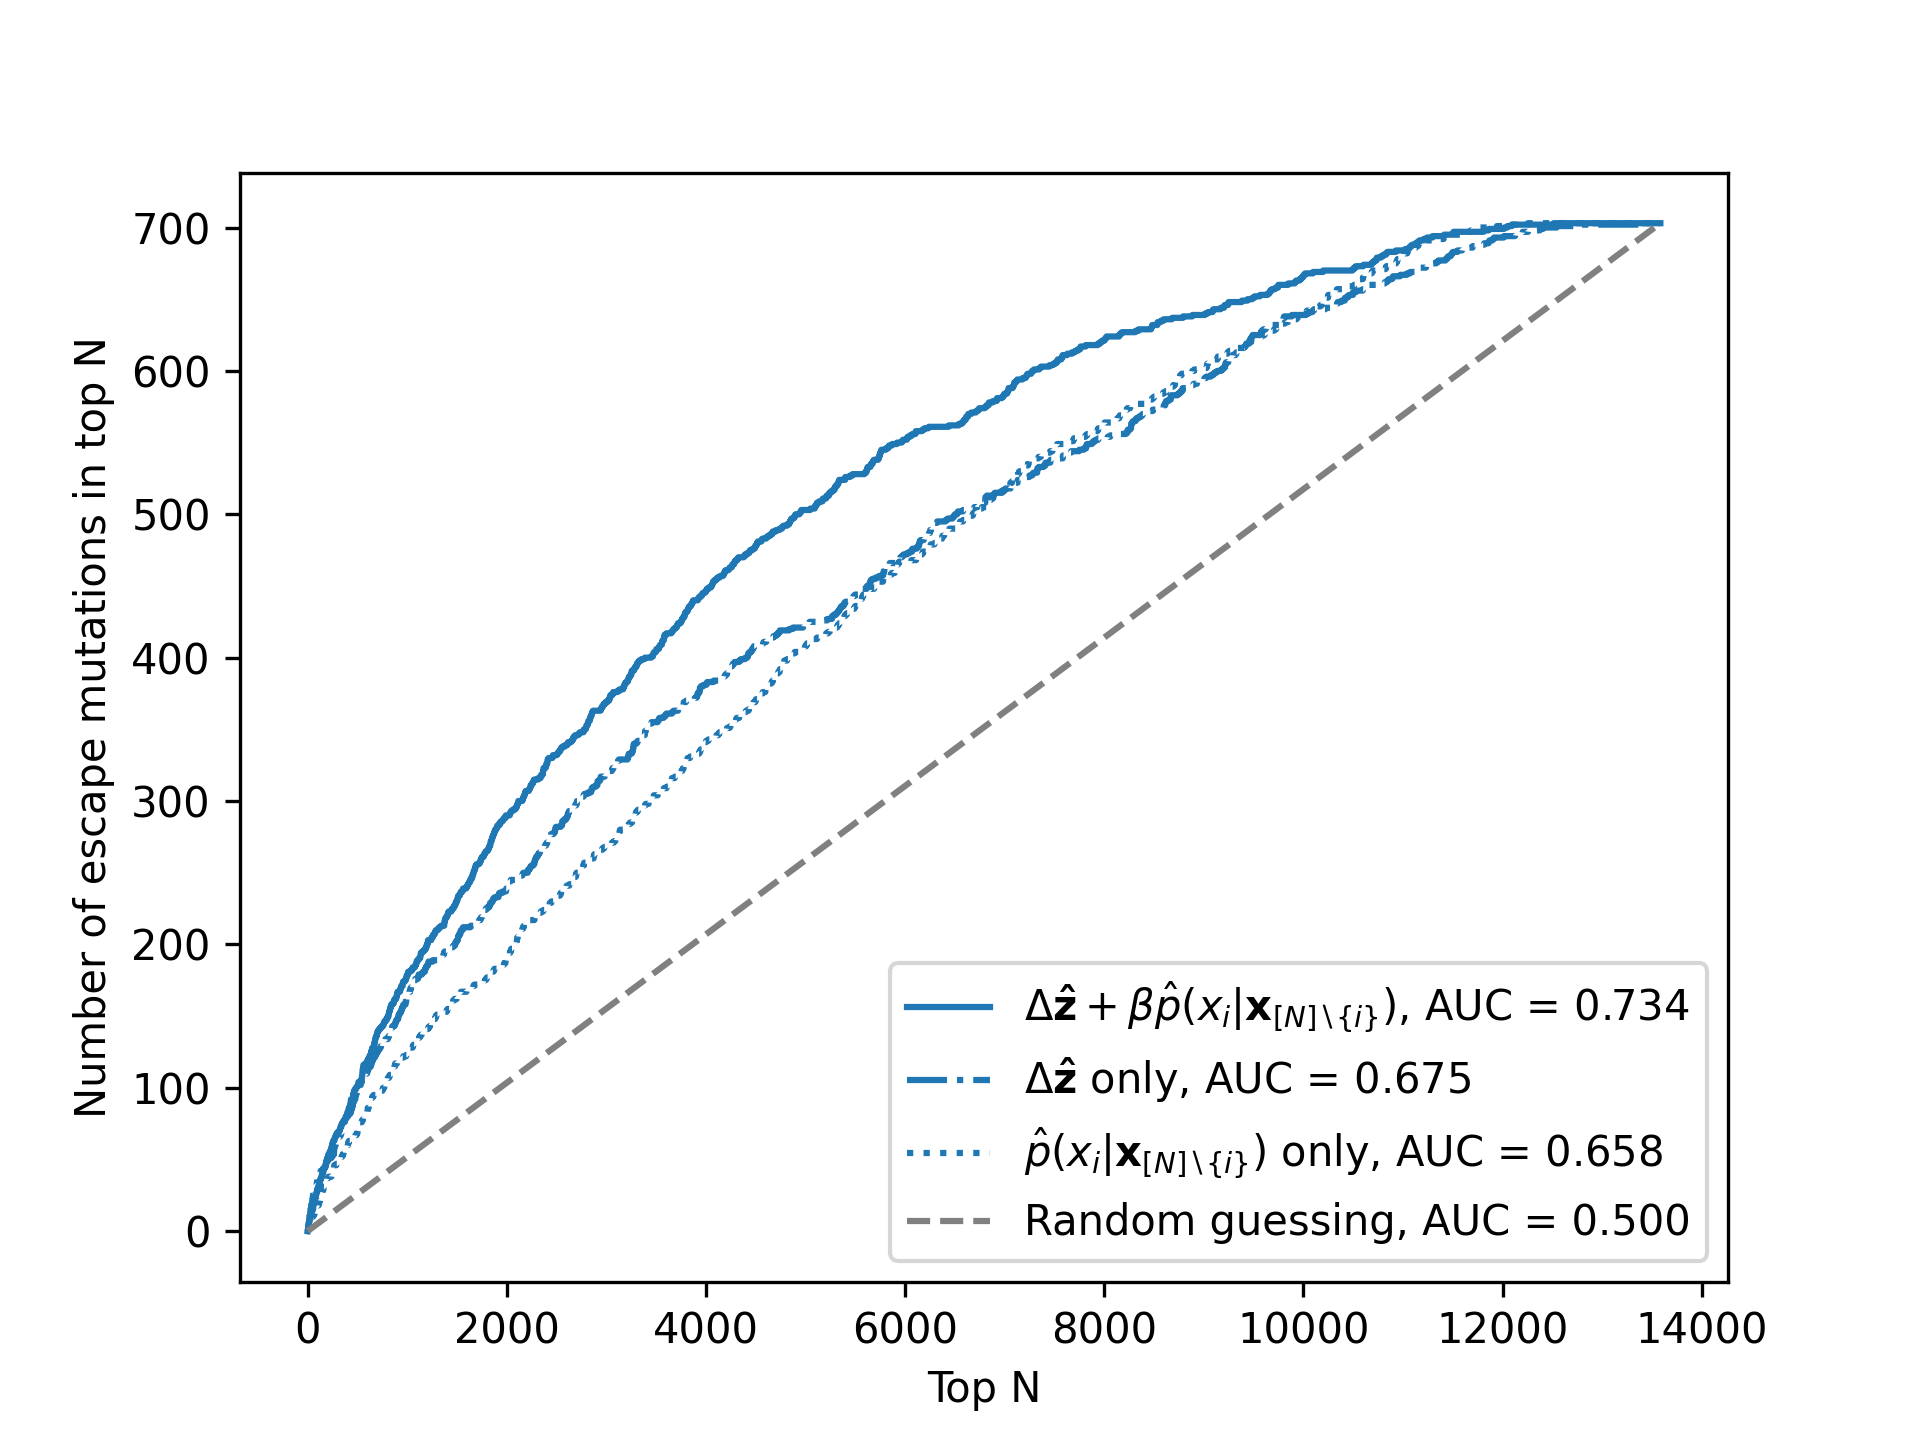 700
600
500
400
300
200
100
0
Number of escape mutations in top N
0 2000 4000 6000 8000 10000 12000 14000
Top N
Δ𝐳̂ + βp̂(xᵢ|𝐱_{[N]∖{i}}), AUC = 0.734
Δ𝐳̂ only, AUC = 0.675
p̂(xᵢ|𝐱_{[N]∖{i}}) only, AUC = 0.658
Random guessing, AUC = 0.500